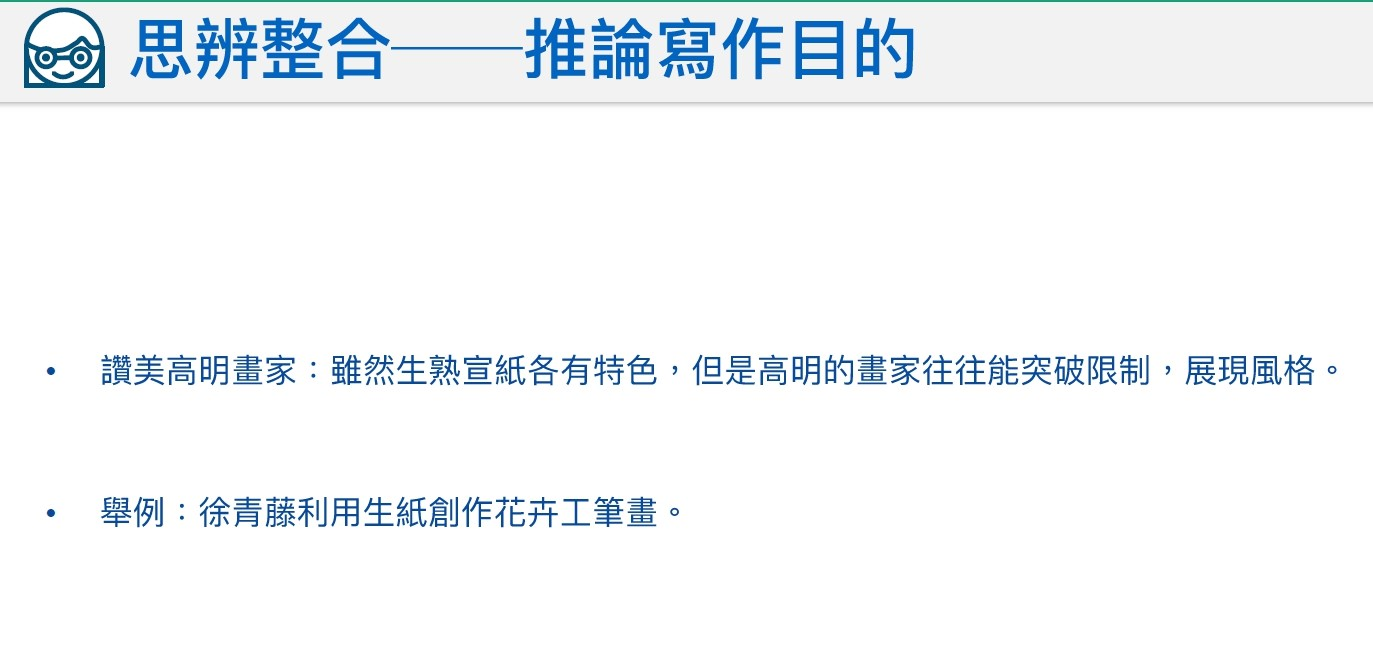 思辨整合──推論寫作目的
• 讚美高明畫家：雖然生熟宣紙各有特色，但是高明的畫家往往能突破限制，展現風格。
• 舉例：徐青藤利用生紙創作花卉工筆畫。